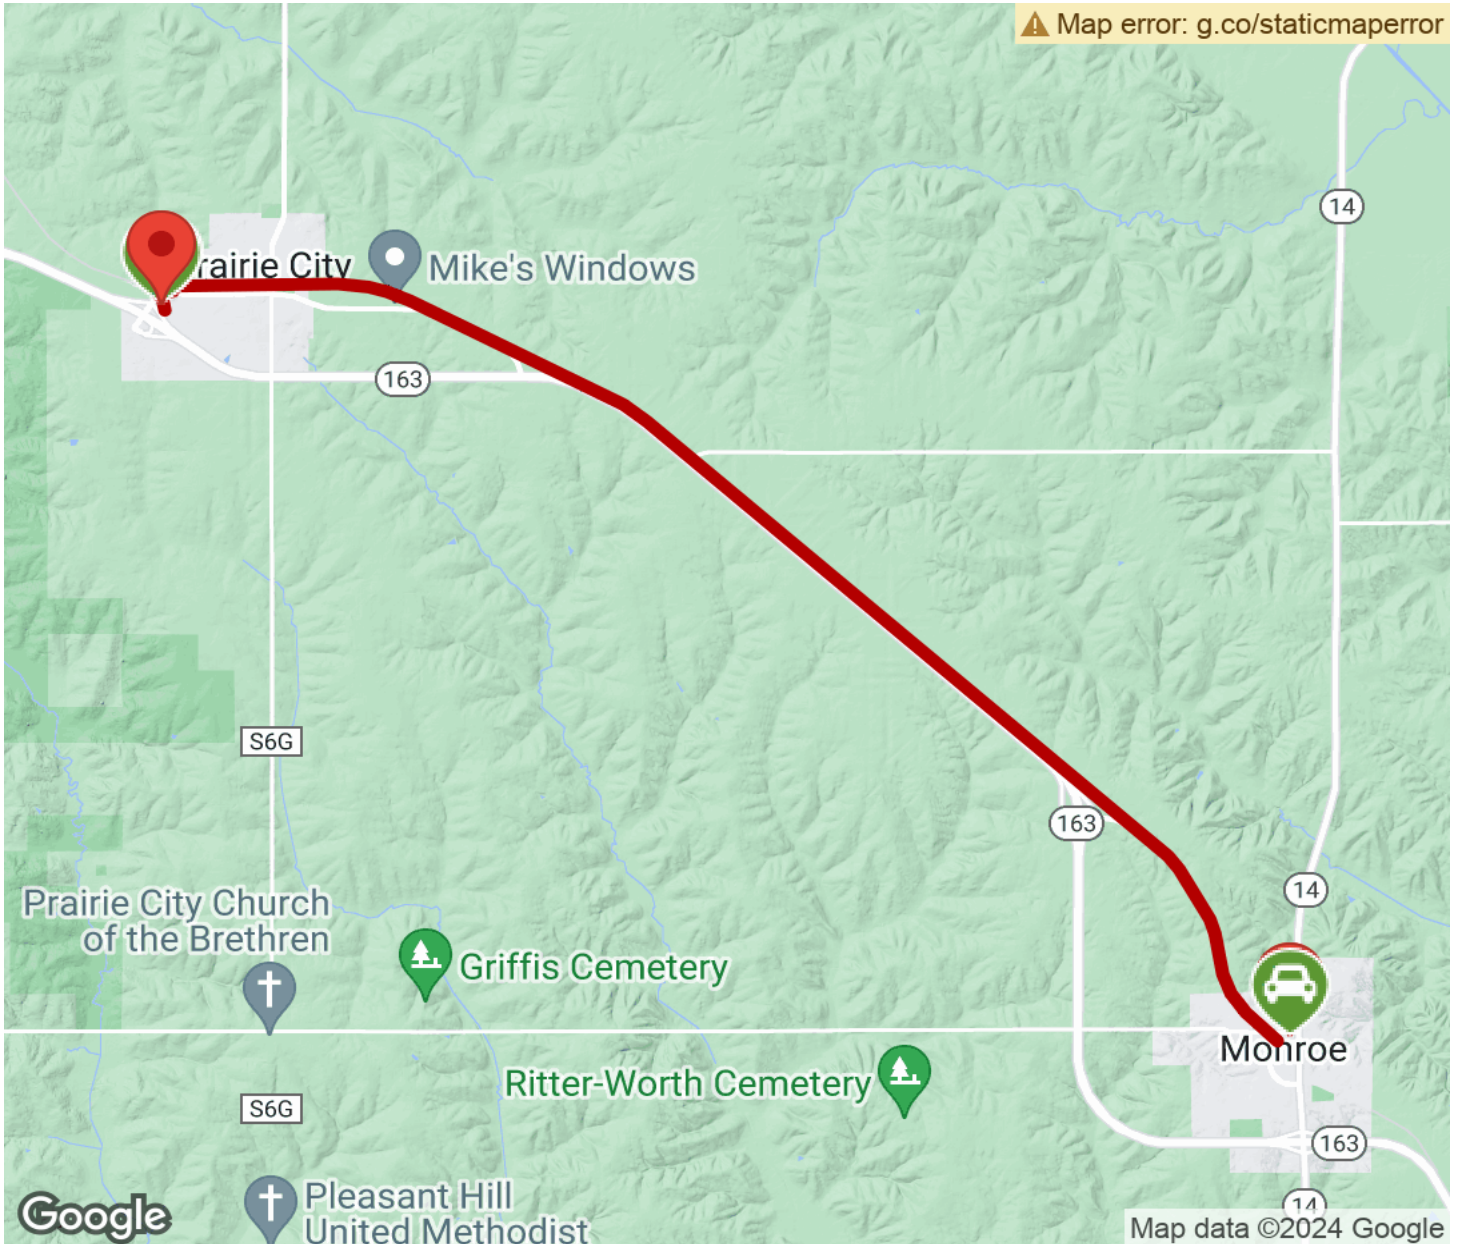 Map error: g.co/staticmaperror
14
rairie City
Mike's Windows
163
S6G
163
14
Prairie City Church
of the Brethren
Griffis Cemetery
Monroe
Ritter-Worth Cemetery
S6G
163
Pleasant Hill
United Methodist
14
Google
Map data ©2024 Google